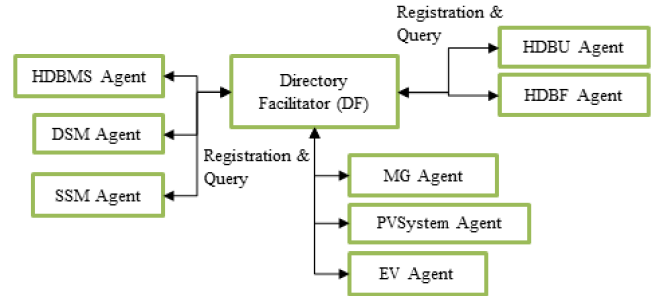 Registration &
Query
HDBU Agent
HDBMS Agent
Directory
Facilitator (DF)
HDBF Agent
DSM Agent
Registration &
Query
MG Agent
SSM Agent
PVSystem Agent
EV Agent